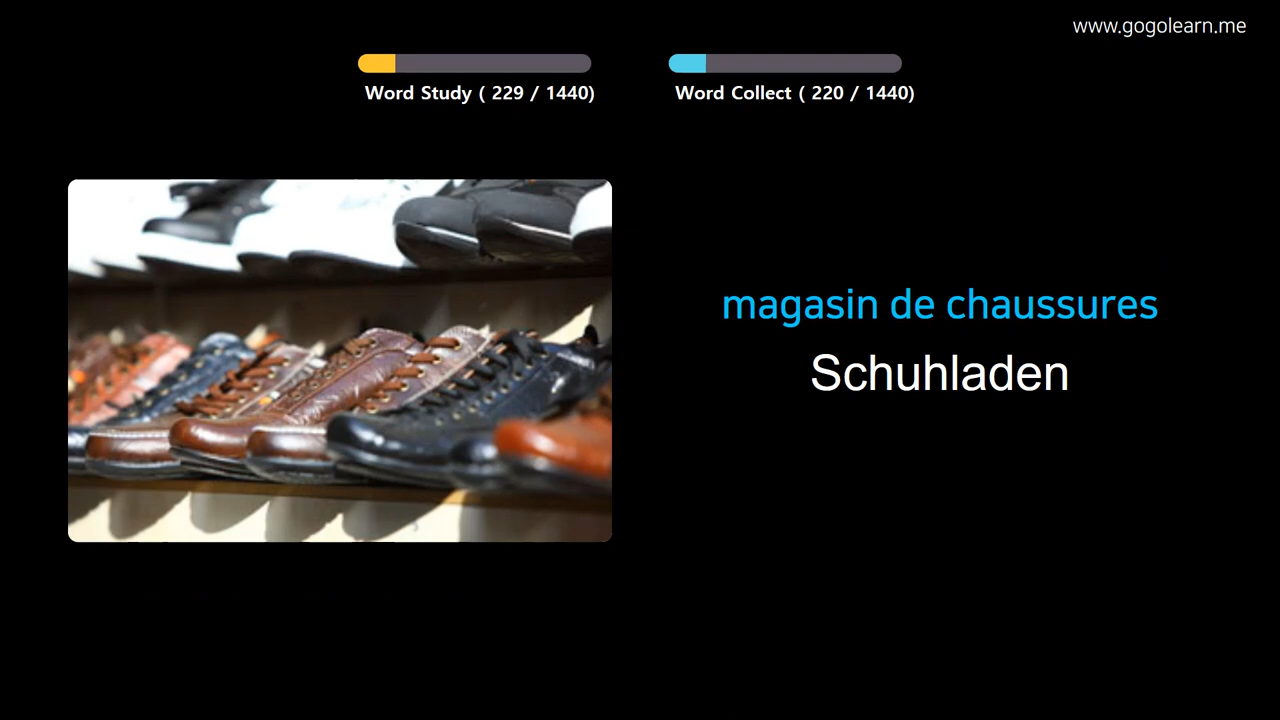 www.gogolearn.me
Word Study ( 229 / 1440)
Word Collect ( 220 / 1440)
magasin de chaussures
Schuhladen